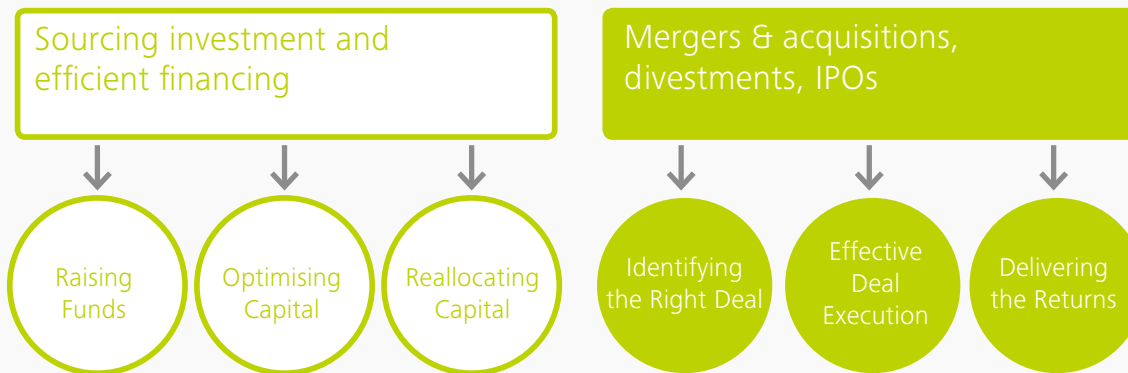 Sourcing investment and
efficient financing
Mergers & acquisitions,
divestments, IPOs
Raising
Funds
Optimising
Capital
Reallocating
Capital
Identifying
the Right Deal
Effective
Deal
Execution
Delivering
the Returns